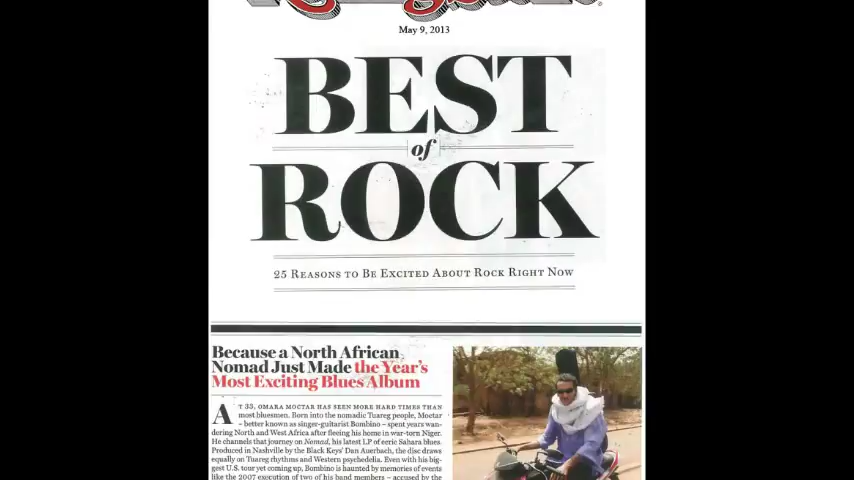 May 9, 2013
BEST
of
ROCK
25 REASONS TO BE EXCITED ABOUT ROCK RIGHT NOW
Because a North African
Nomad Just Made the Year's
Most Exciting Blues Album
AT 33, OMARA MOCTAR HAS SEEN MORE HARD TIMES THAN
most bluesmen. Born into the nomadic Tuareg people, Moctar
– better known as singer-guitarist Bombino – spent years wan-
dering North and West Africa after fleeing his home in war-torn Niger.
He channels that journey on Nomad, his latest LP of eerie Sahara blues.
Produced in Nashville by the Black Keys' Dan Auerbach, the disc draws
equally on Tuareg rhythms and Western psychedelia. Even with his big-
gest U.S. tour yet coming up, Bombino is haunted by memories of events
like the 2007 execution of two of his band members – accused by the